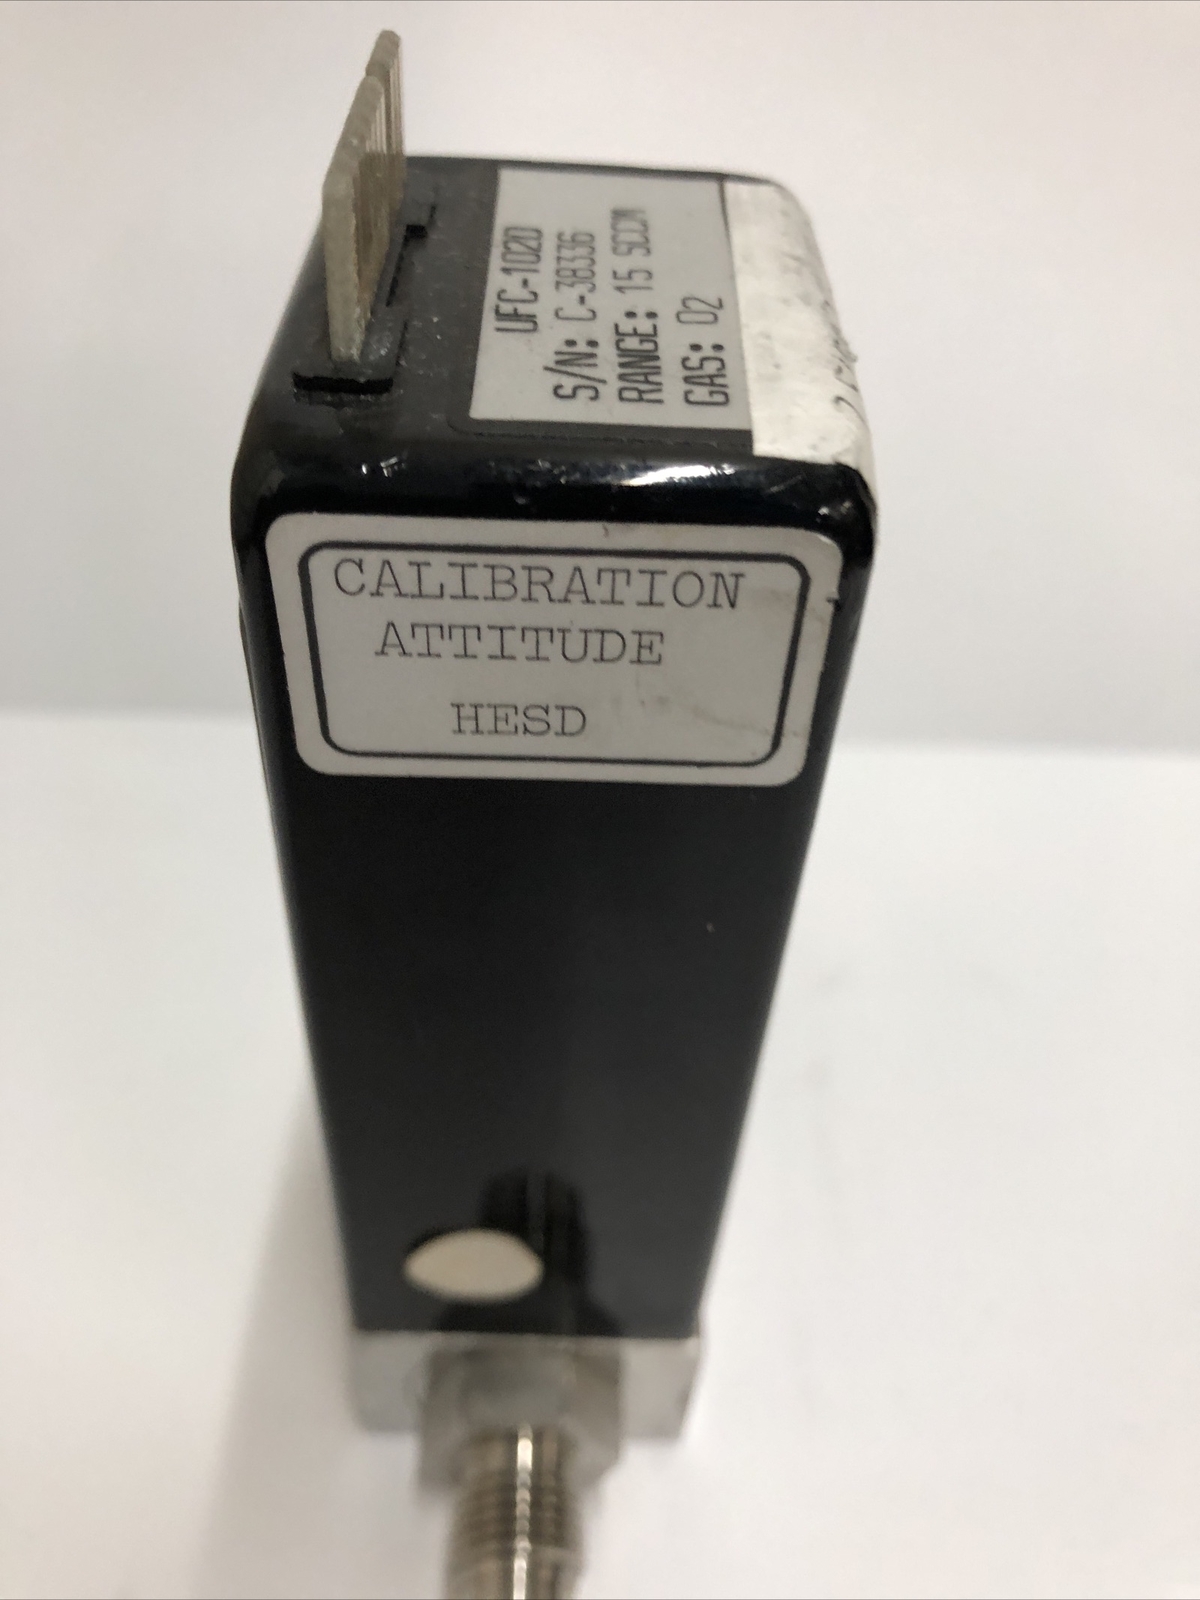 UFC-1020
S/N: C-38336
RANGE: 15 SCCM
GAS: O2
CALIBRATION
ATTITUDE
HESD